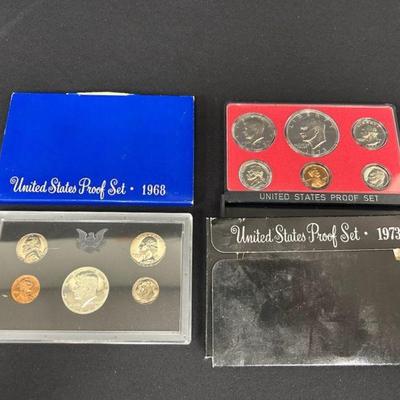 United States Proof Set · 1968
UNITED STATES PROOF SET
United States Proof Set · 1973